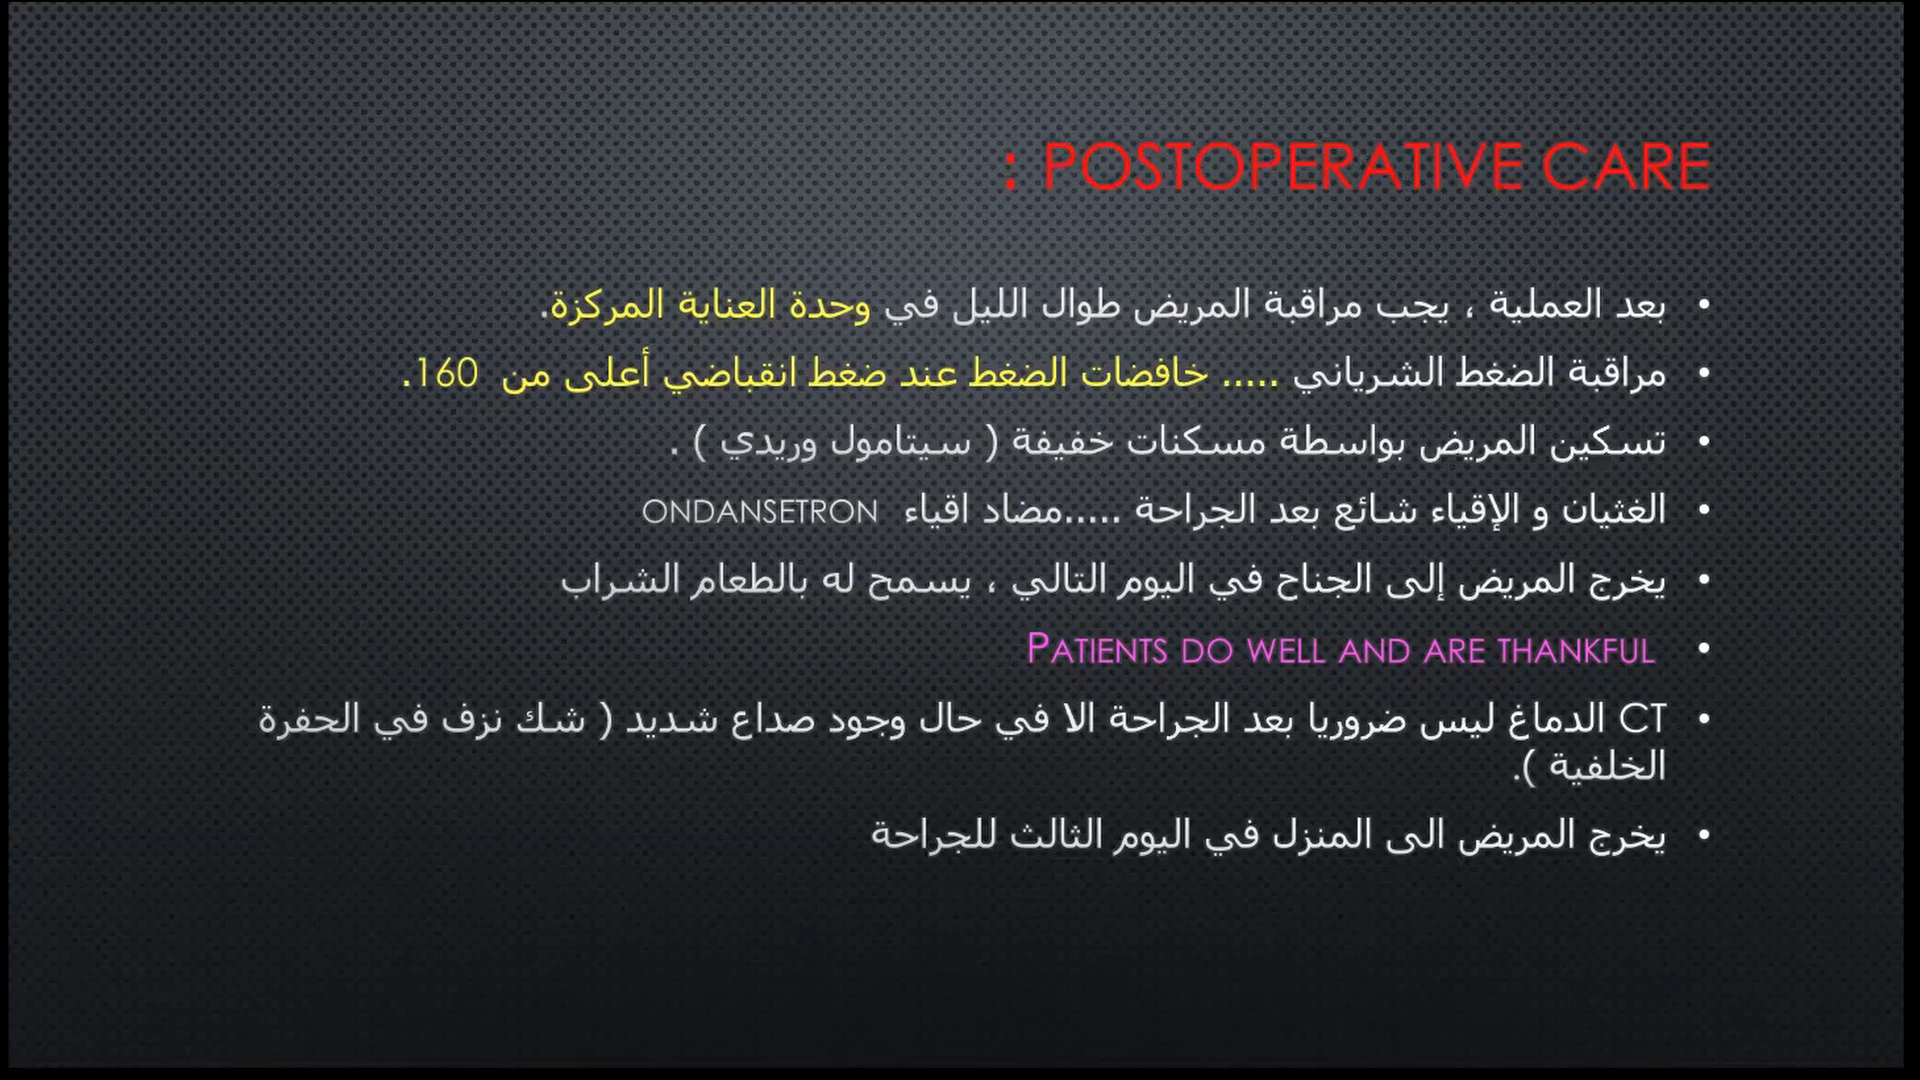 POSTOPERATIVE CARE :
• بعد العملية ، يجب مراقبة المريض طوال الليل في وحدة العناية المركزة.
• مراقبة الضغط الشرياني ..... خافضات الضغط عند ضغط انقباضي أعلى من 160.
• تسكين المريض بواسطة مسكنات خفيفة ( سيتامول وريدي ) .
• الغثيان و الإقياء شائع بعد الجراحة .....مضاد اقياء ONDANSETRON
• يخرج المريض إلى الجناح في اليوم التالي ، يسمح له بالطعام الشراب
• PATIENTS DO WELL AND ARE THANKFUL
• CT الدماغ ليس ضروريا بعد الجراحة الا في حال وجود صداع شديد ( شك نزف في الحفرة
الخلفية ).
• يخرج المريض الى المنزل في اليوم الثالث للجراحة